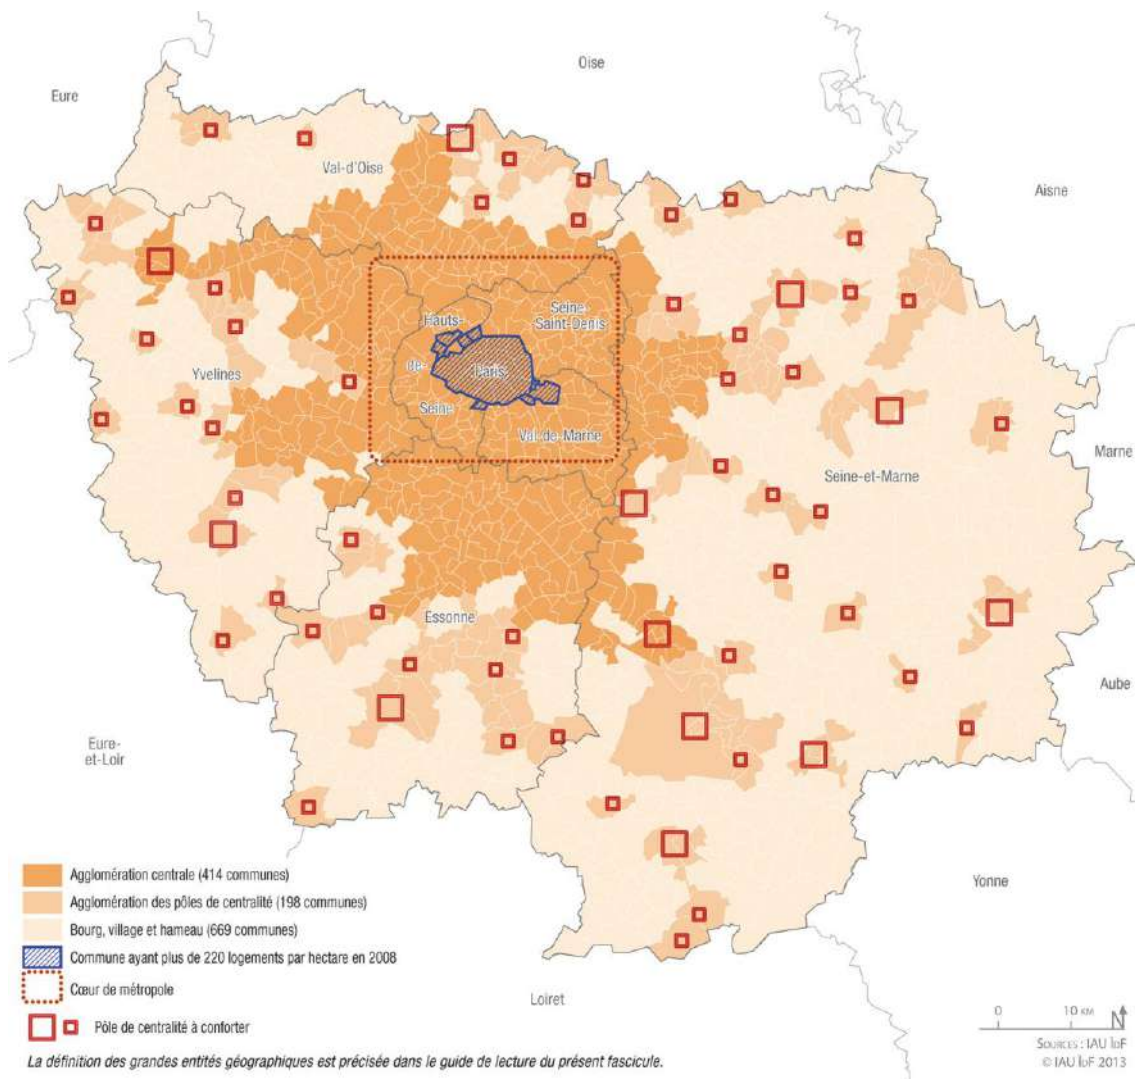 Oise
Eure
Val-d'Oise
Aisne
Hauts-
Seine-
Saint-Denis
de-
Paris
Yvelines
Seine
Val-de-Marne
Marne
Seine-et-Marne
Essonne
Aube
Eure-
et-Loir
Agglomération centrale (414 communes)
Agglomération des pôles de centralité (198 communes)
Bourg, village et hameau (669 communes)
Commune ayant plus de 220 logements par hectare en 2008
Cœur de métropole
Pôle de centralité à conforter
Yonne
Loiret
0 10 KM
N
SOURCES : IAU îdF
© IAU îdF 2013
La définition des grandes entités géographiques est précisée dans le guide de lecture du présent fascicule.